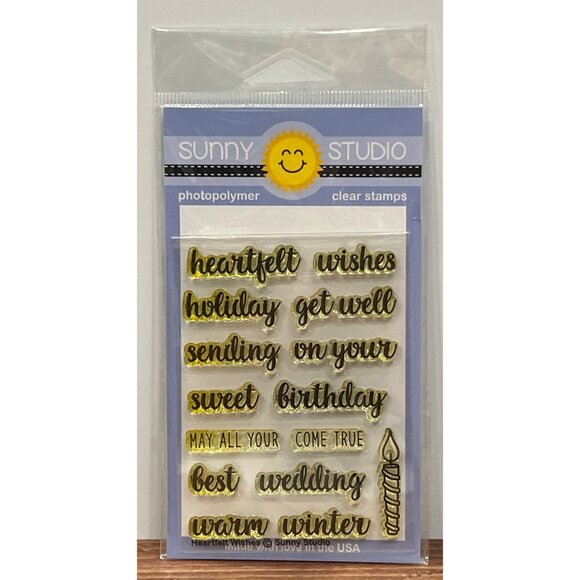 SUNNY STUDIO
photopolymer clear stamps
heartfelt wishes
holiday get well
sending on your
sweet birthday
MAY ALL YOUR COME TRUE
best wedding
warm winter
Heartfelt Wishes © Sunny Studio
Made with love in the USA